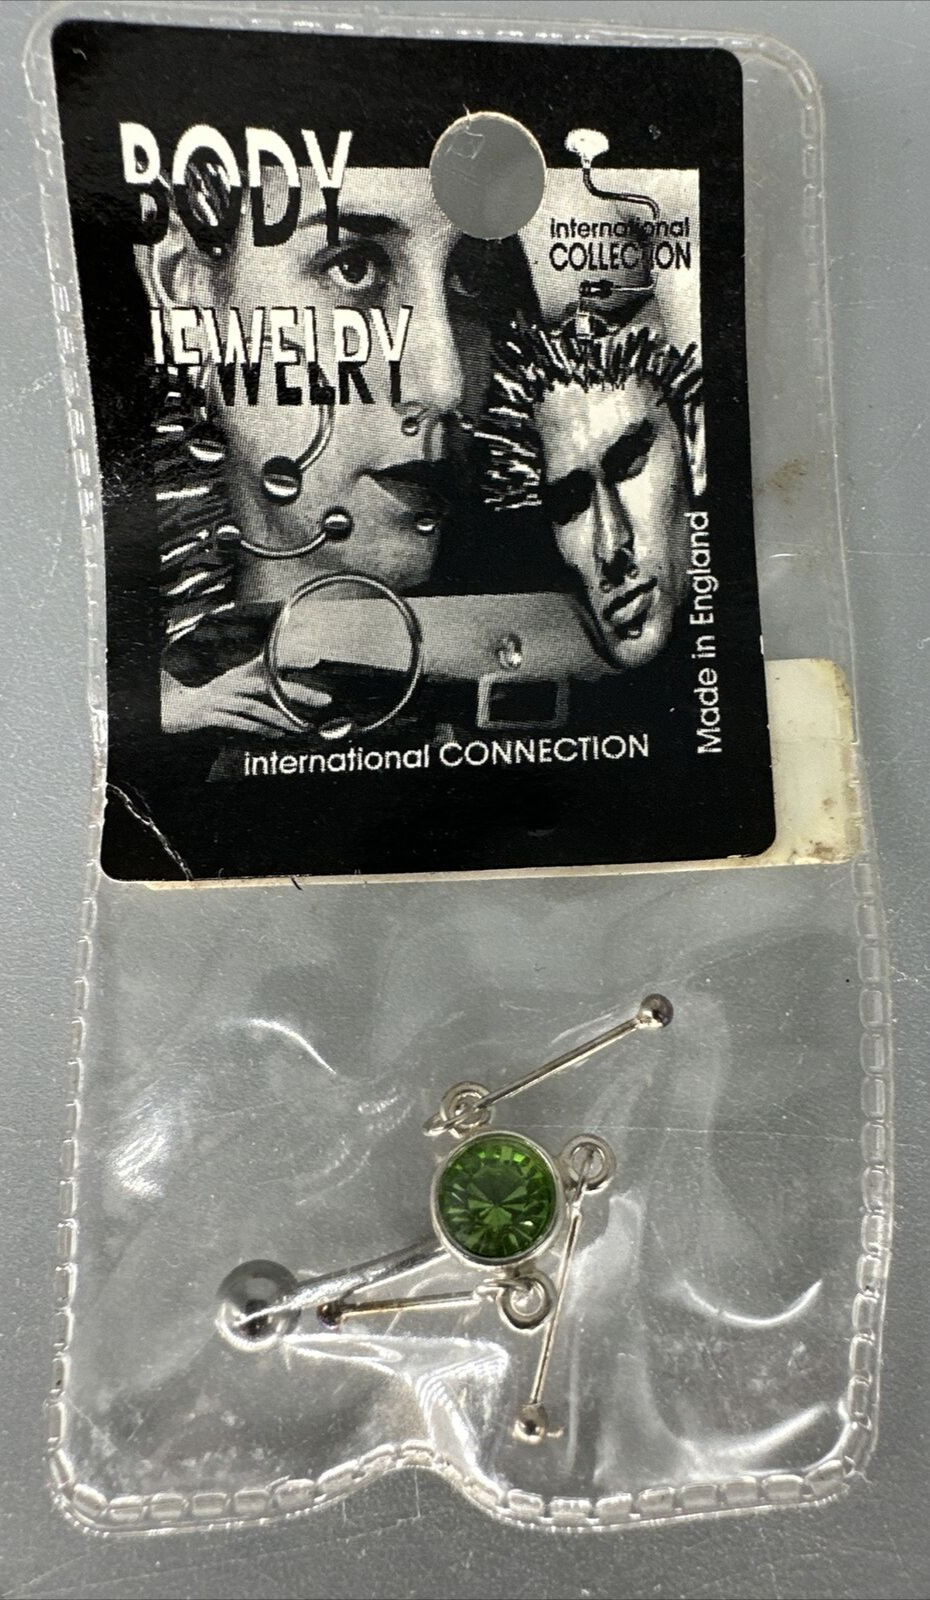 BODY
JEWELRY
international
COLLECTION
Made in England
international CONNECTION